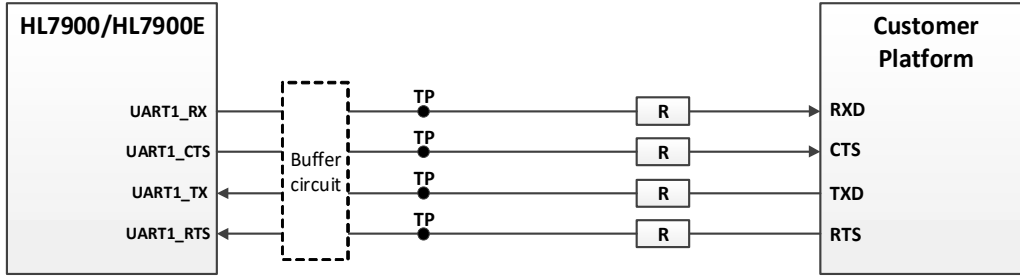 HL7900/HL7900E
Customer
Platform
UART1_RX
TP
R
RXD
UART1_CTS
TP
R
CTS
Buffer
circuit
UART1_TX
TP
R
TXD
UART1_RTS
TP
R
RTS